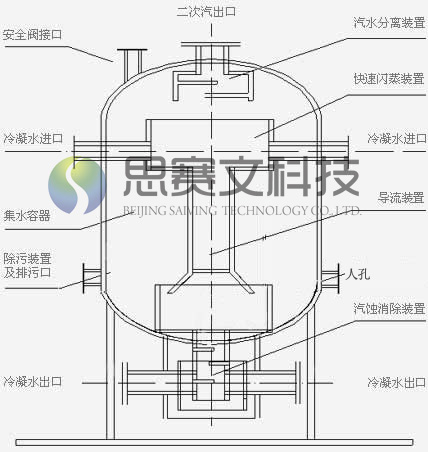 二次汽出口
汽水分离装置
安全阀接口
快速闪蒸装置
冷凝水进口
冷凝水进口
思赛文科技
BEIJING SAIVING TECHNOLOGY CO., LTD.
导流装置
集水容器
除污装置
及排污口
人孔
汽蚀消除装置
冷凝水出口
冷凝水出口